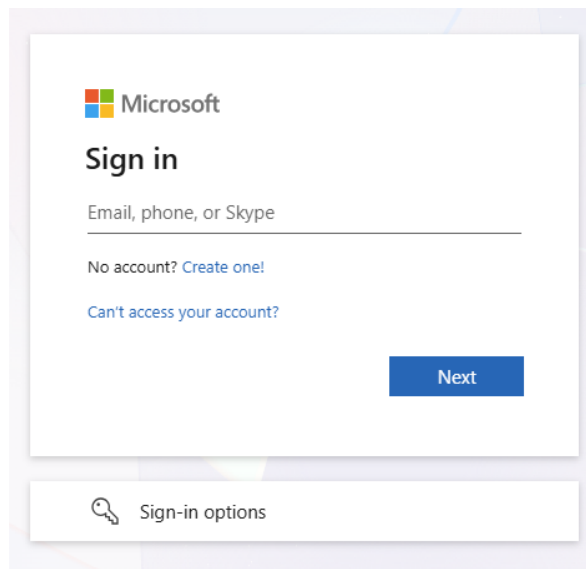 Microsoft
Sign in
Email, phone, or Skype
No account? Create one!
Can't access your account?
Next
Sign-in options